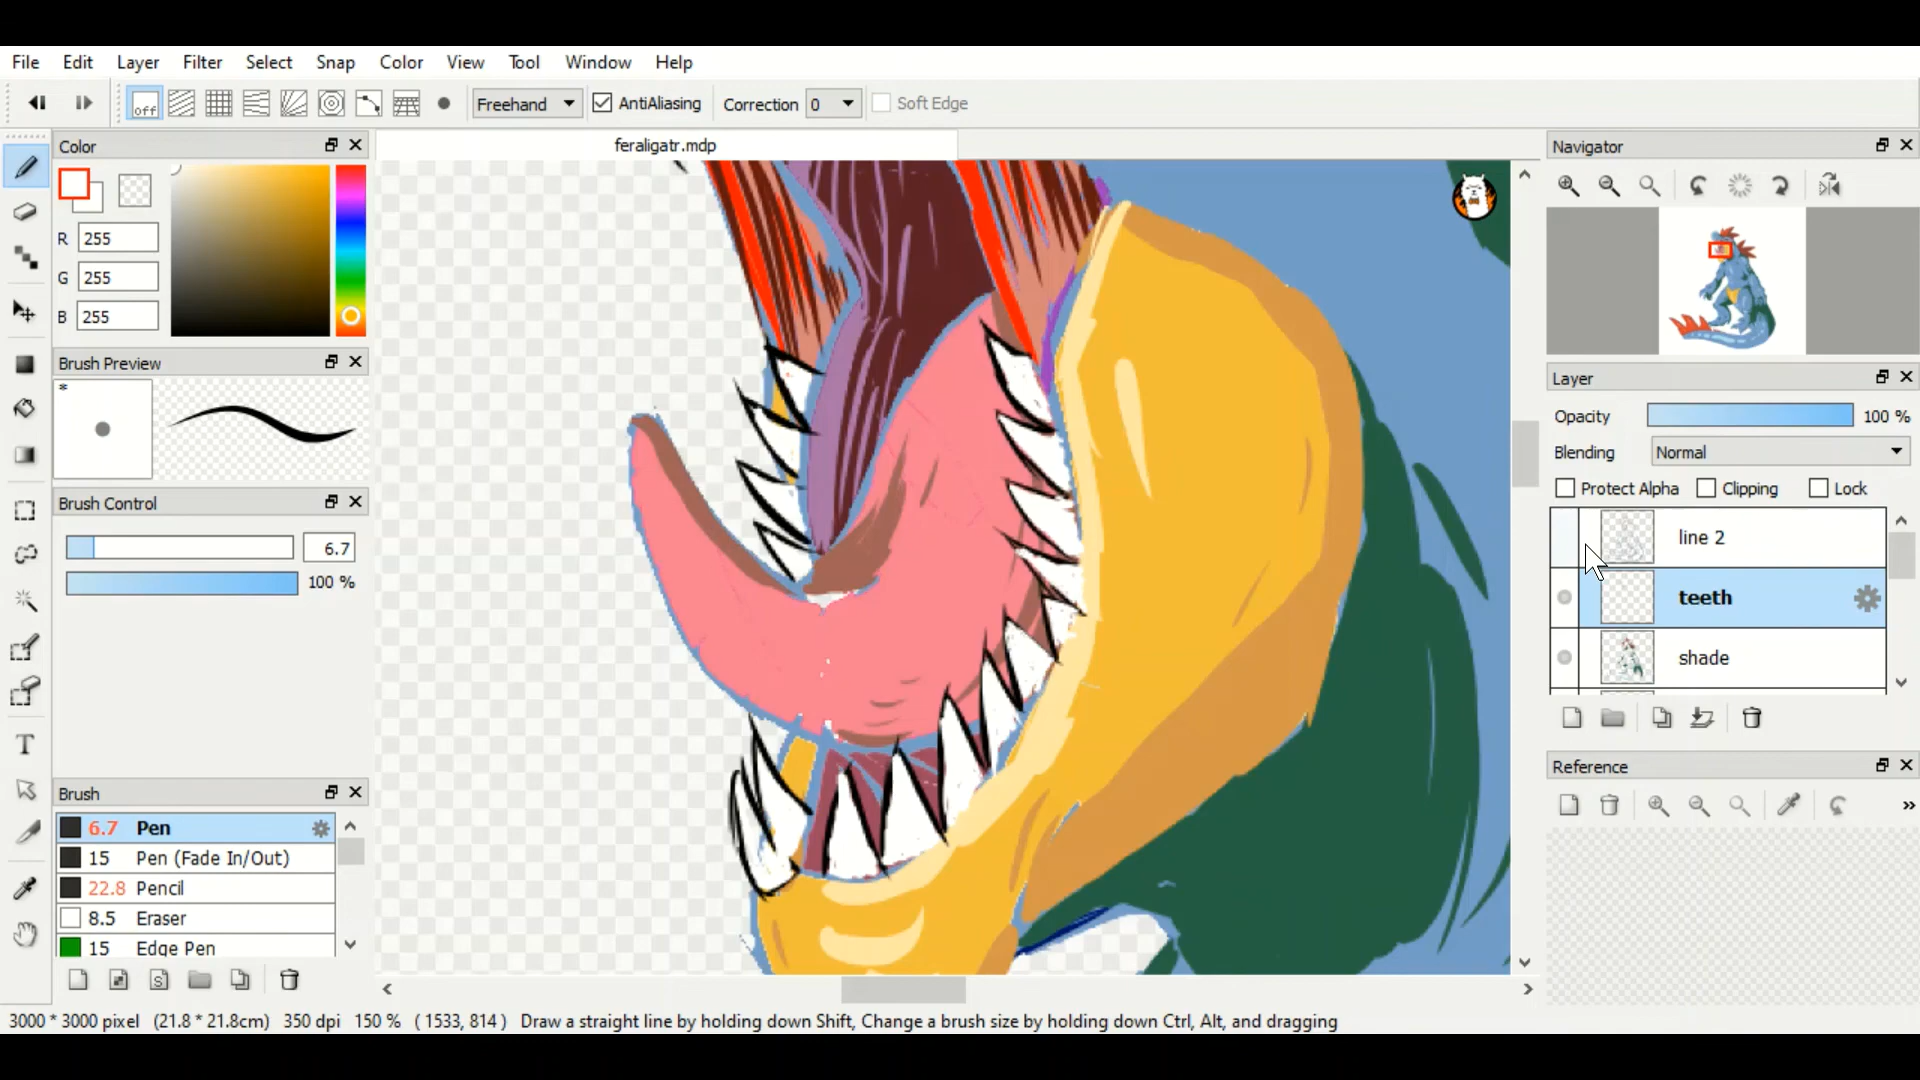 File Edit Layer Filter Select Snap Color View Tool Window Help
off Freehand AntiAliasing Correction 0 Soft Edge
Color
feraligatr.mdp
Navigator
R 255
G 255
B 255
Brush Preview
*
Layer
Opacity 100 %
Blending Normal
Protect Alpha Clipping Lock
Brush Control
6.7
100 %
line 2
teeth
shade
Reference
»
Brush
6.7 Pen
15 Pen (Fade In/Out)
22.8 Pencil
8.5 Eraser
15 Edge Pen
S
T
3000 * 3000 pixel (21.8 * 21.8cm) 350 dpi 150 % ( 1533, 814 ) Draw a straight line by holding down Shift, Change a brush size by holding down Ctrl, Alt, and dragging